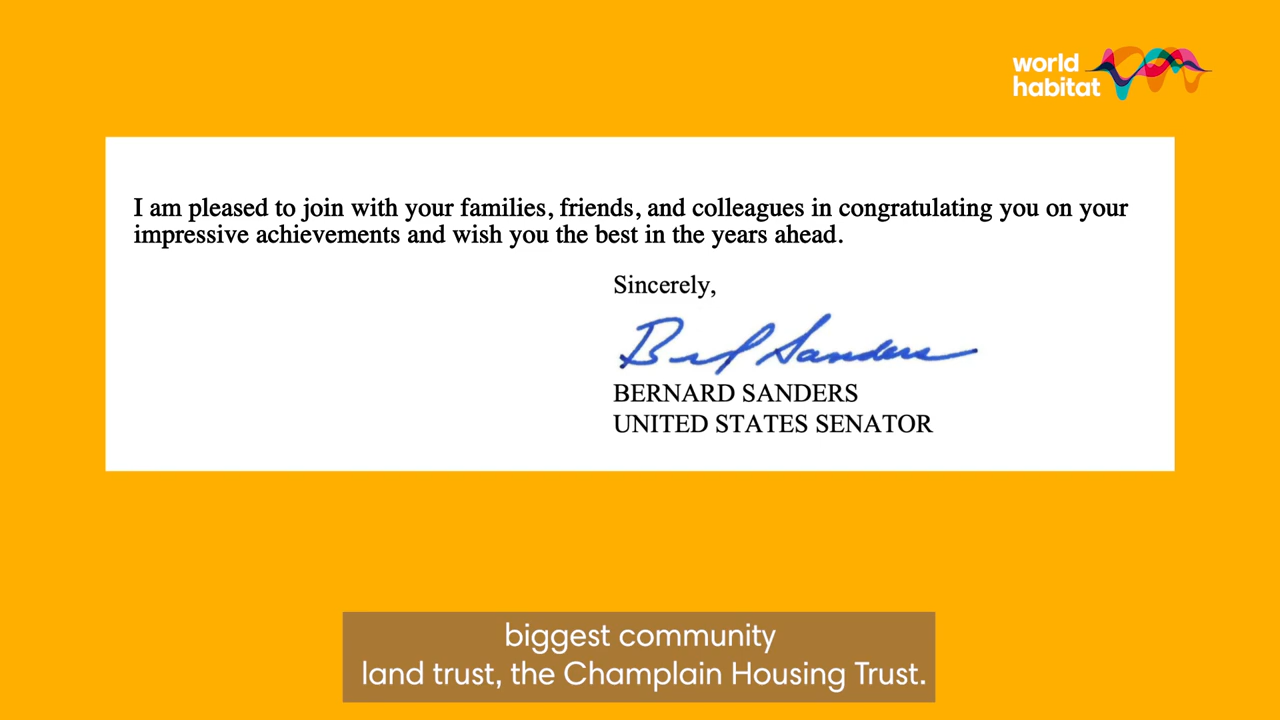 world
habitat
I am pleased to join with your families, friends, and colleagues in congratulating you on your
impressive achievements and wish you the best in the years ahead.
Sincerely,
Bernard Sanders
BERNARD SANDERS
UNITED STATES SENATOR
biggest community
land trust, the Champlain Housing Trust.